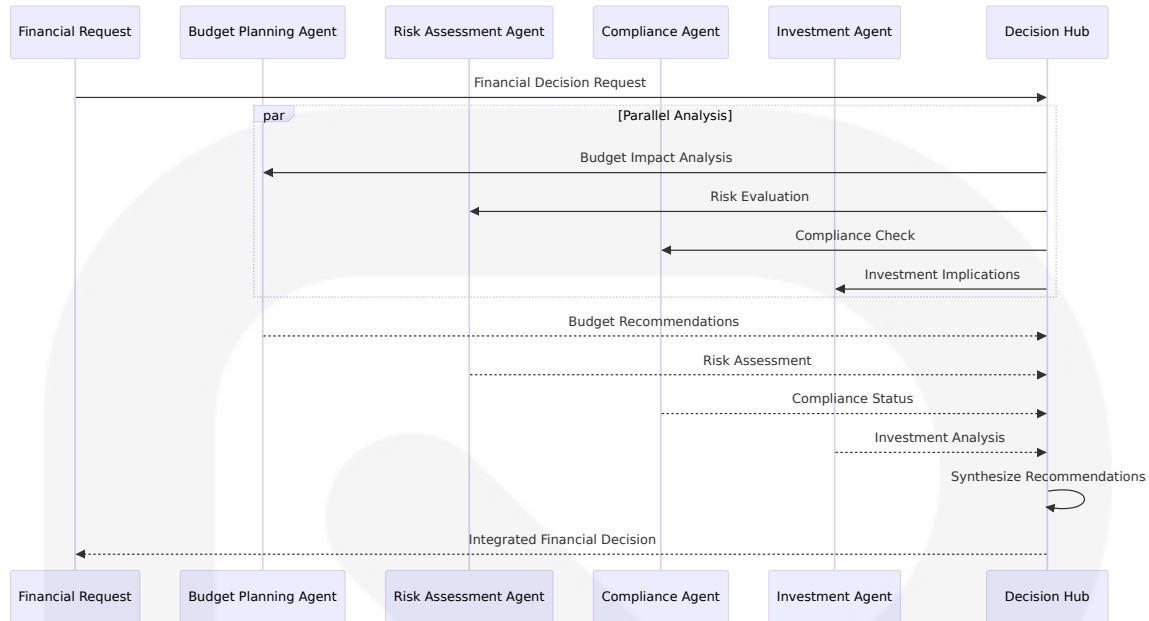 Financial Request
Budget Planning Agent
Risk Assessment Agent
Compliance Agent
Investment Agent
Decision Hub
Financial Decision Request
par
[Parallel Analysis]
Budget Impact Analysis
Risk Evaluation
Compliance Check
Investment Implications
Budget Recommendations
Risk Assessment
Compliance Status
Investment Analysis
Synthesize Recommendations
Integrated Financial Decision
Financial Request
Budget Planning Agent
Risk Assessment Agent
Compliance Agent
Investment Agent
Decision Hub